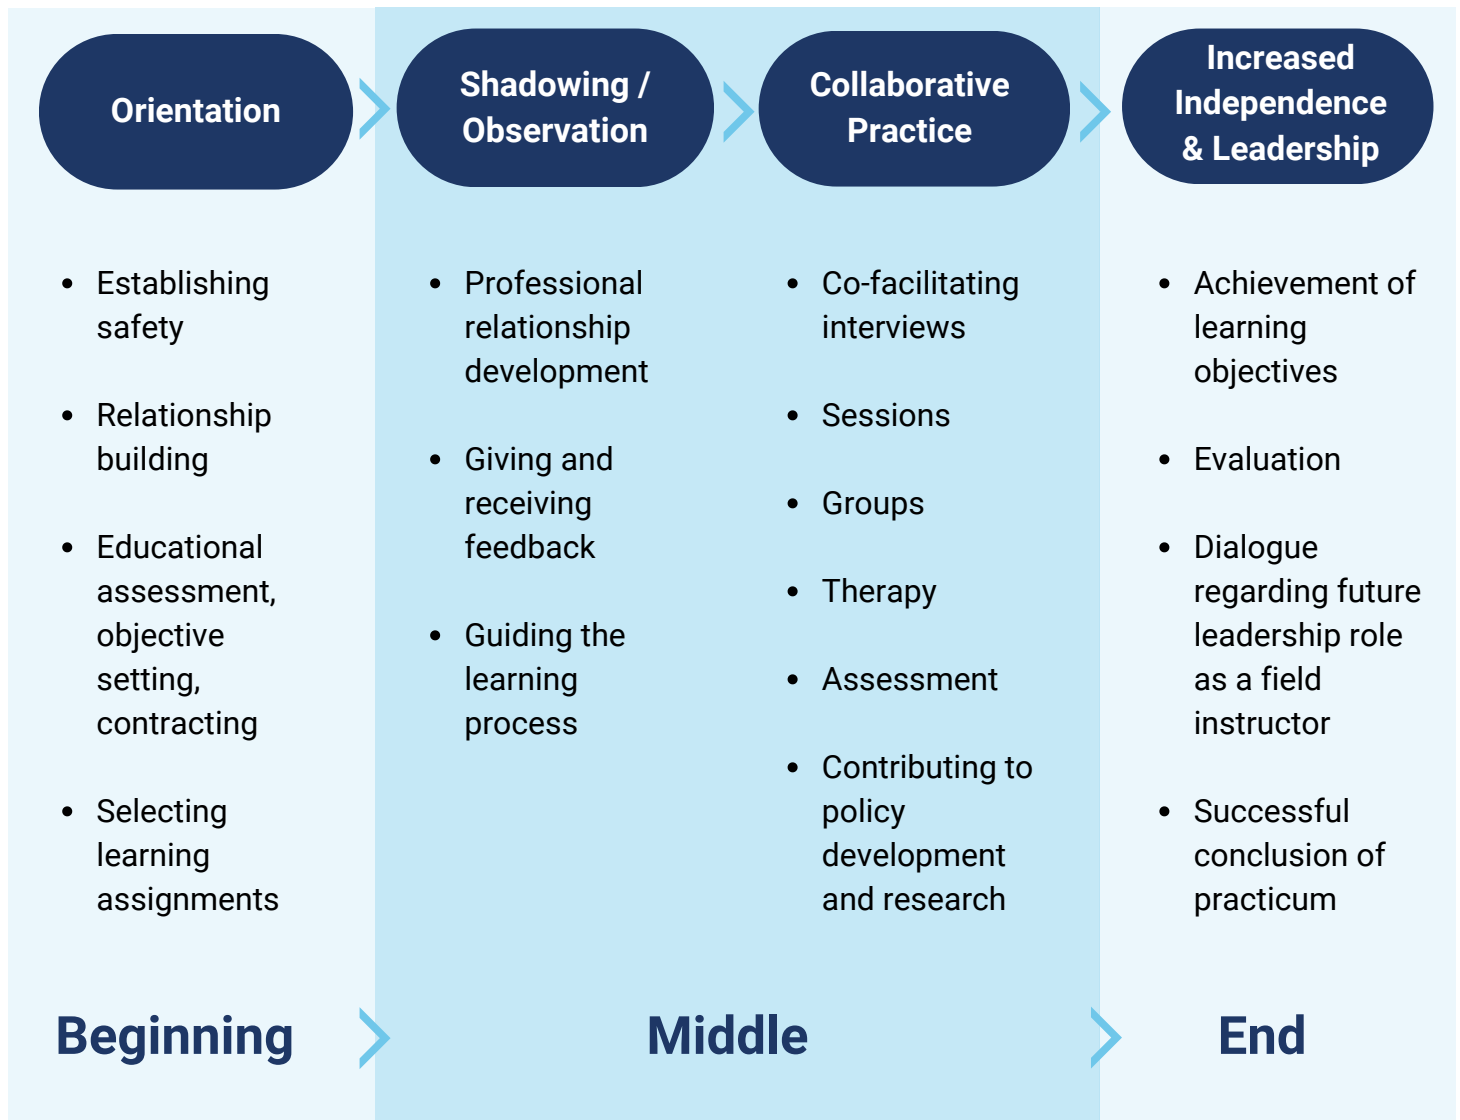 Orientation
Shadowing /
Observation
Collaborative
Practice
Increased
Independence
& Leadership
• Establishing
safety
• Relationship
building
• Educational
assessment,
objective
setting,
contracting
• Selecting
learning
assignments
• Professional
relationship
development
• Giving and
receiving
feedback
• Guiding the
learning
process
• Co-facilitating
interviews
• Sessions
• Groups
• Therapy
• Assessment
• Contributing to
policy
development
and research
• Achievement of
learning
objectives
• Evaluation
• Dialogue
regarding future
leadership role
as a field
instructor
• Successful
conclusion of
practicum
Beginning
Middle
End